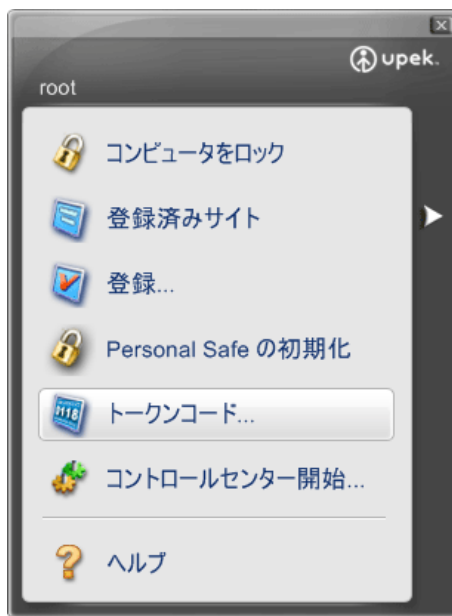 upek.
root
コンピュータをロック
登録済みサイト
登録...
Personal Safe の初期化
トークンコード...
コントロールセンター開始...
ヘルプ